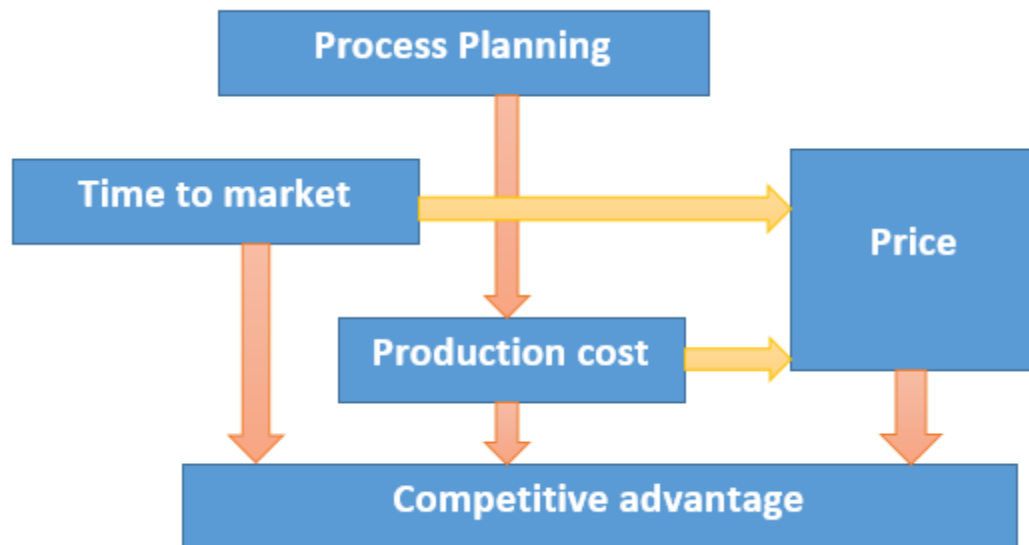 Process Planning
Time to market
Price
Production cost
Competitive advantage